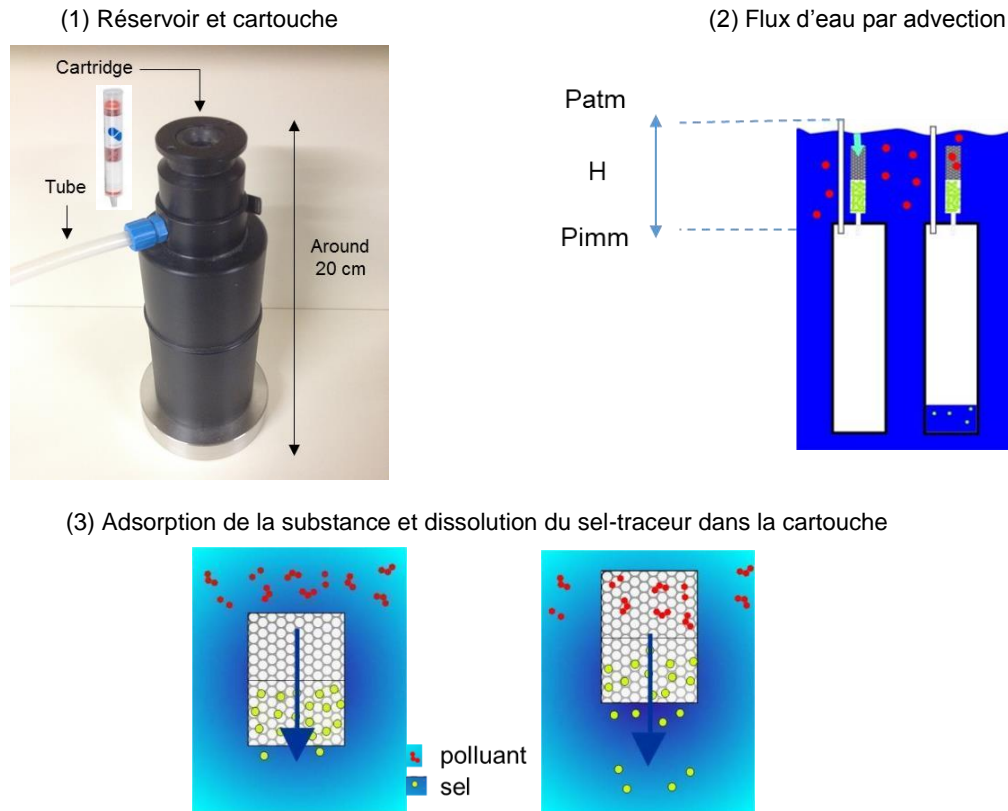 (1) Réservoir et cartouche
(2) Flux d'eau par advection
Cartridge
Tube
Around
20 cm
Patm
H
Pimm
(3) Adsorption de la substance et dissolution du sel-traceur dans la cartouche
polluant
sel